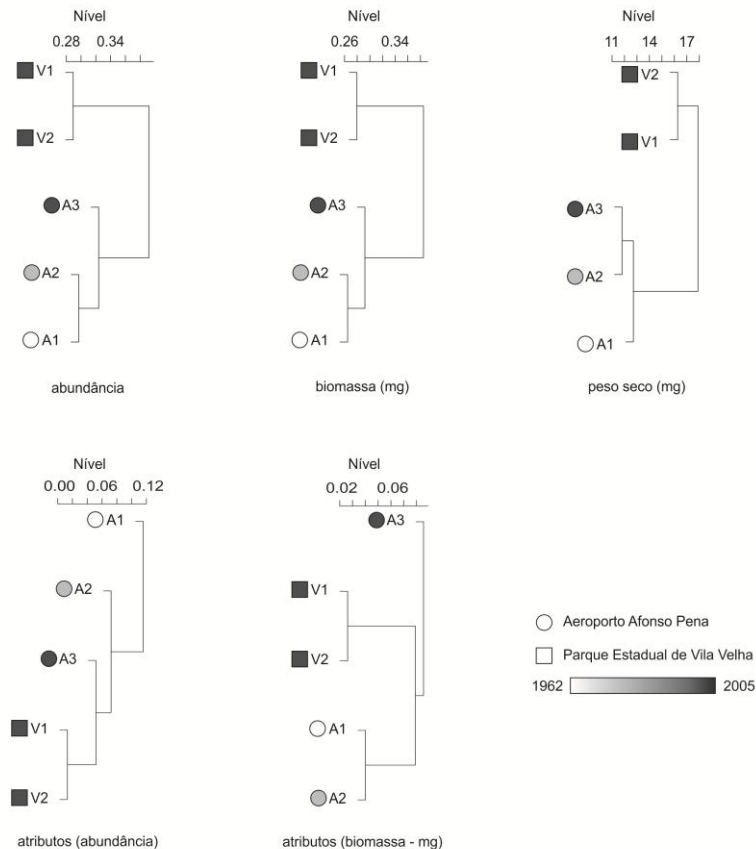 Nível
0.28 0.34
V1
V2
A3
A2
A1
abundância
Nível
0.26 0.34
V1
V2
A3
A2
A1
biomassa (mg)
Nível
11 14 17
V2
V1
A3
A2
A1
peso seco (mg)
Nível
0.00 0.06 0.12
A1
A2
A3
V1
V2
atributos (abundância)
Nível
0.02 0.06
A3
V1
V2
A1
A2
atributos (biomassa - mg)
Aeroporto Afonso Pena
Parque Estadual de Vila Velha
1962 2005